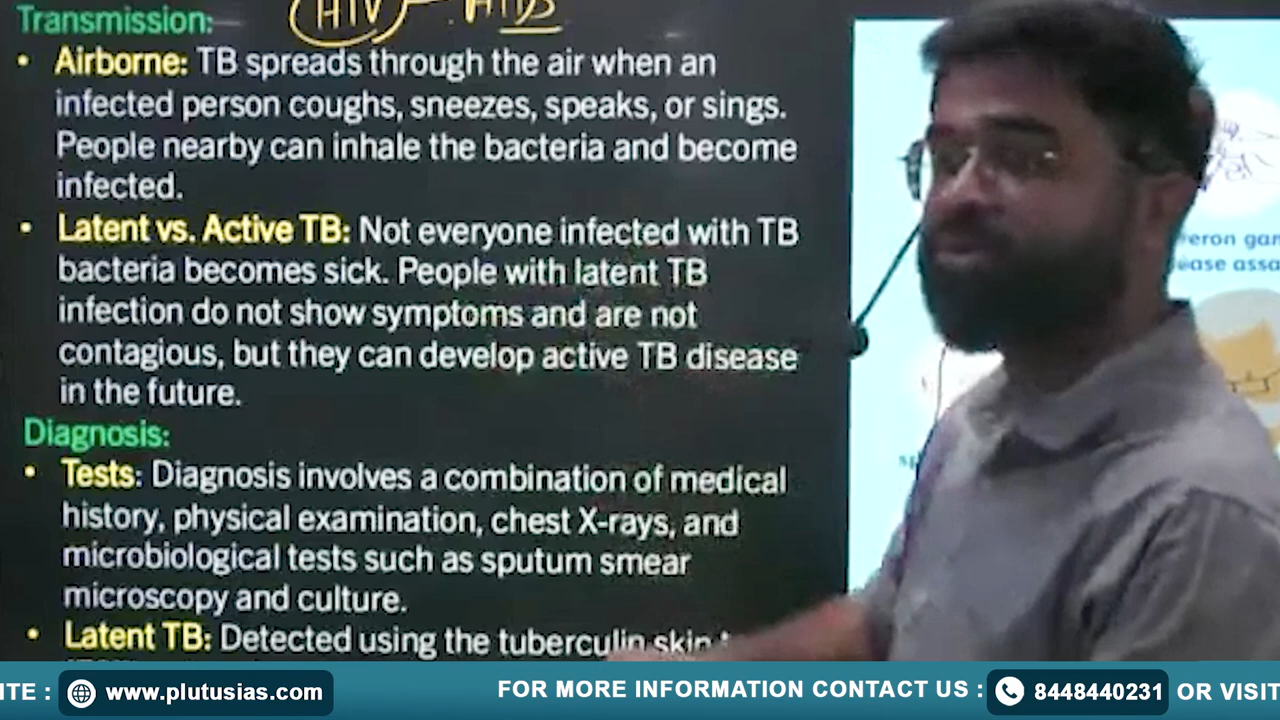 Transmission:
HIV AIDS
• Airborne: TB spreads through the air when an
infected person coughs, sneezes, speaks, or sings.
People nearby can inhale the bacteria and become
infected.
• Latent vs. Active TB: Not everyone infected with TB
bacteria becomes sick. People with latent TB
infection do not show symptoms and are not
contagious, but they can develop active TB disease
in the future.
Diagnosis:
• Tests: Diagnosis involves a combination of medical
history, physical examination, chest X-rays, and
microbiological tests such as sputum smear
microscopy and culture.
• Latent TB: Detected using the tuberculin skin
eron gam
ease assa
ITE : www.plutusias.com FOR MORE INFORMATION CONTACT US : 8448440231 OR VISIT